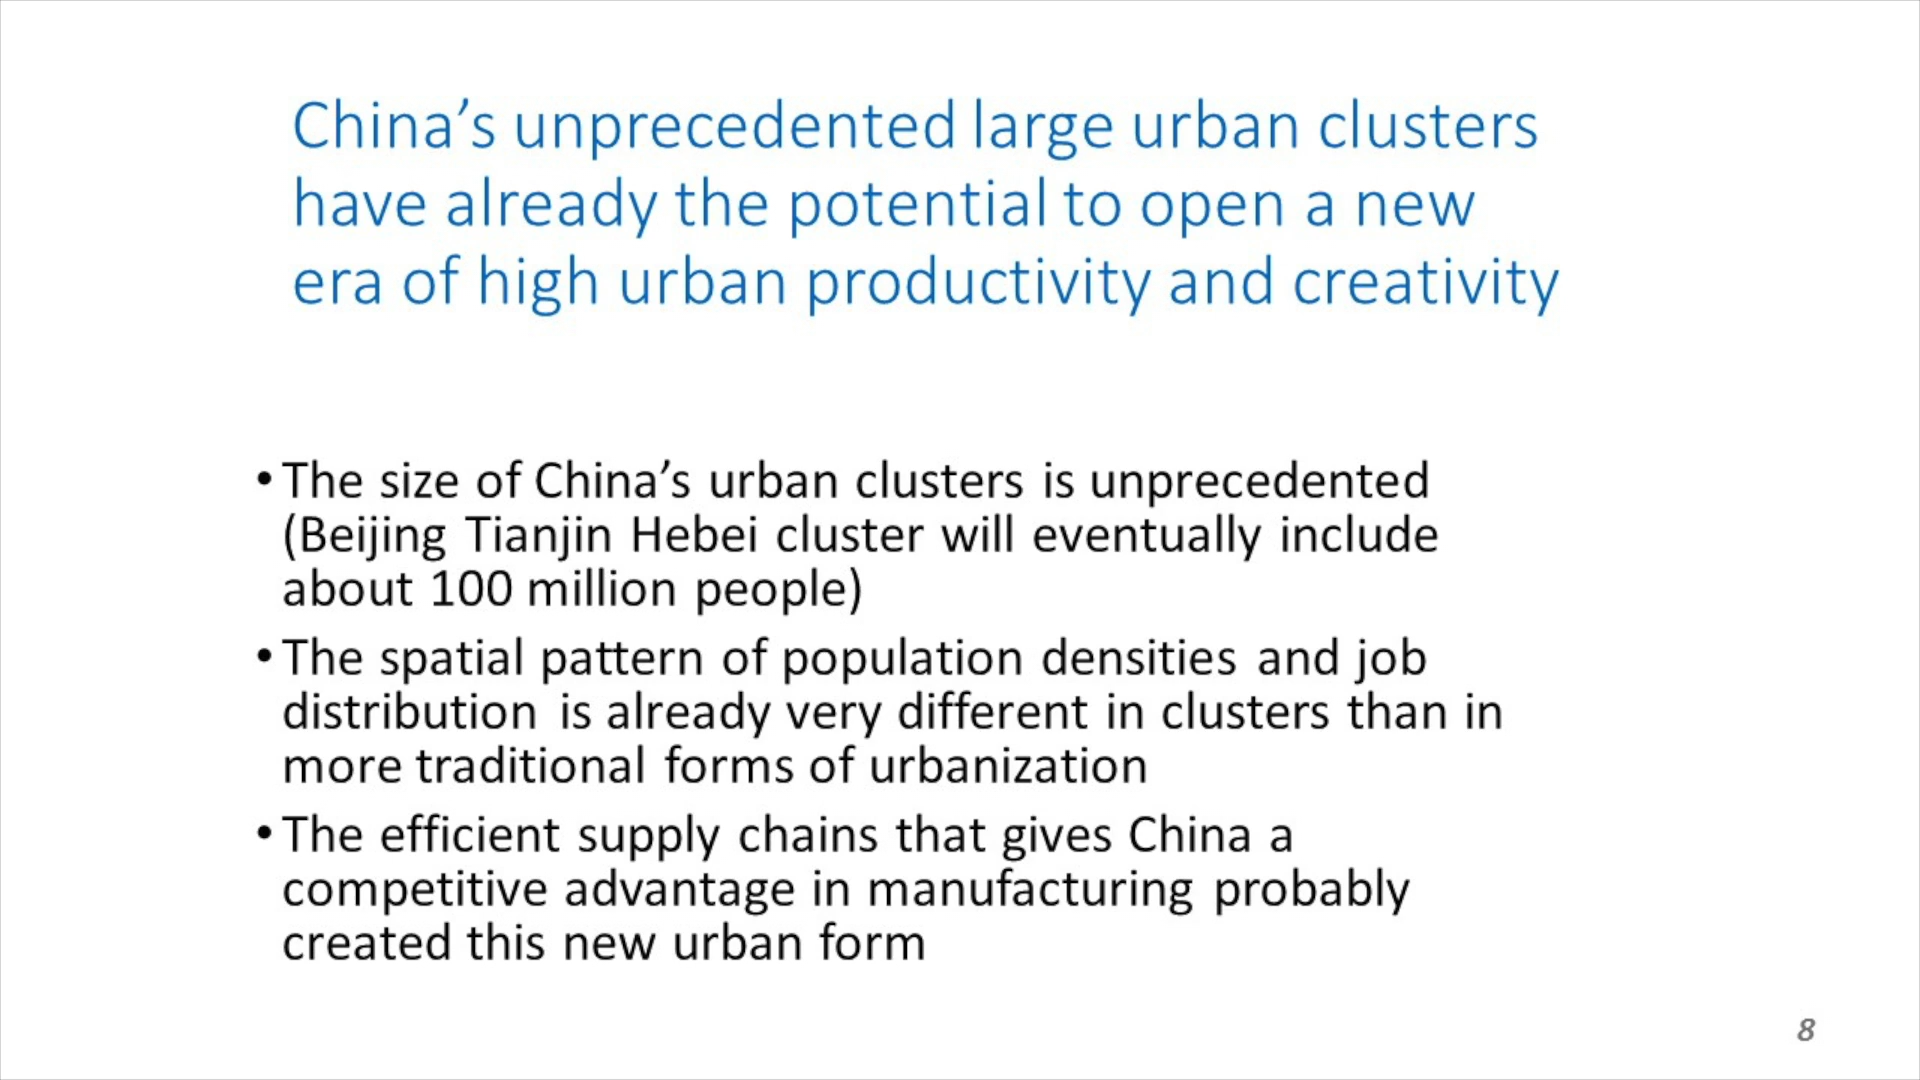 China’s unprecedented large urban clusters
have already the potential to open a new
era of high urban productivity and creativity
• The size of China’s urban clusters is unprecedented
(Beijing Tianjin Hebei cluster will eventually include
about 100 million people)
• The spatial pattern of population densities and job
distribution is already very different in clusters than in
more traditional forms of urbanization
• The efficient supply chains that gives China a
competitive advantage in manufacturing probably
created this new urban form
8